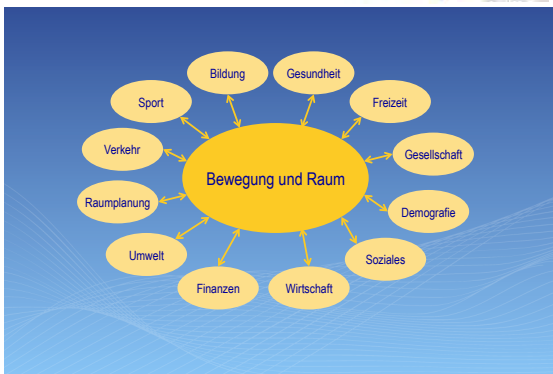 Bildung
Gesundheit
Sport
Freizeit
Verkehr
Gesellschaft
Bewegung und Raum
Raumplanung
Demografie
Umwelt
Soziales
Finanzen
Wirtschaft